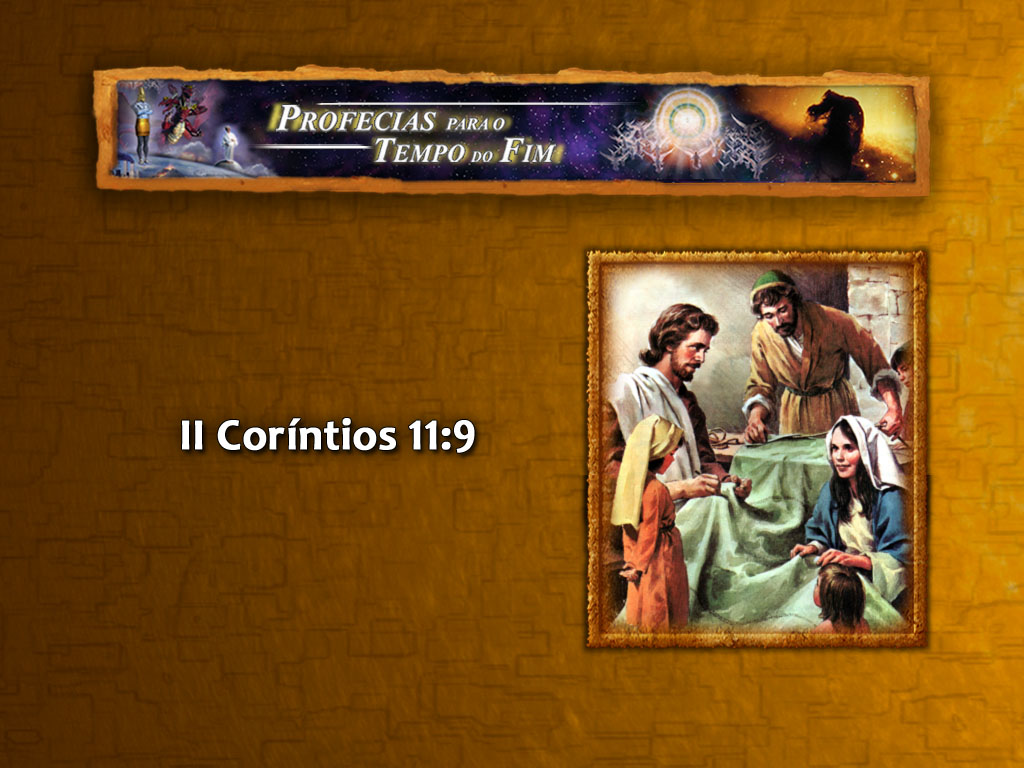 PROFECIAS PARA O
TEMPO DO FIM
II Coríntios 11:9